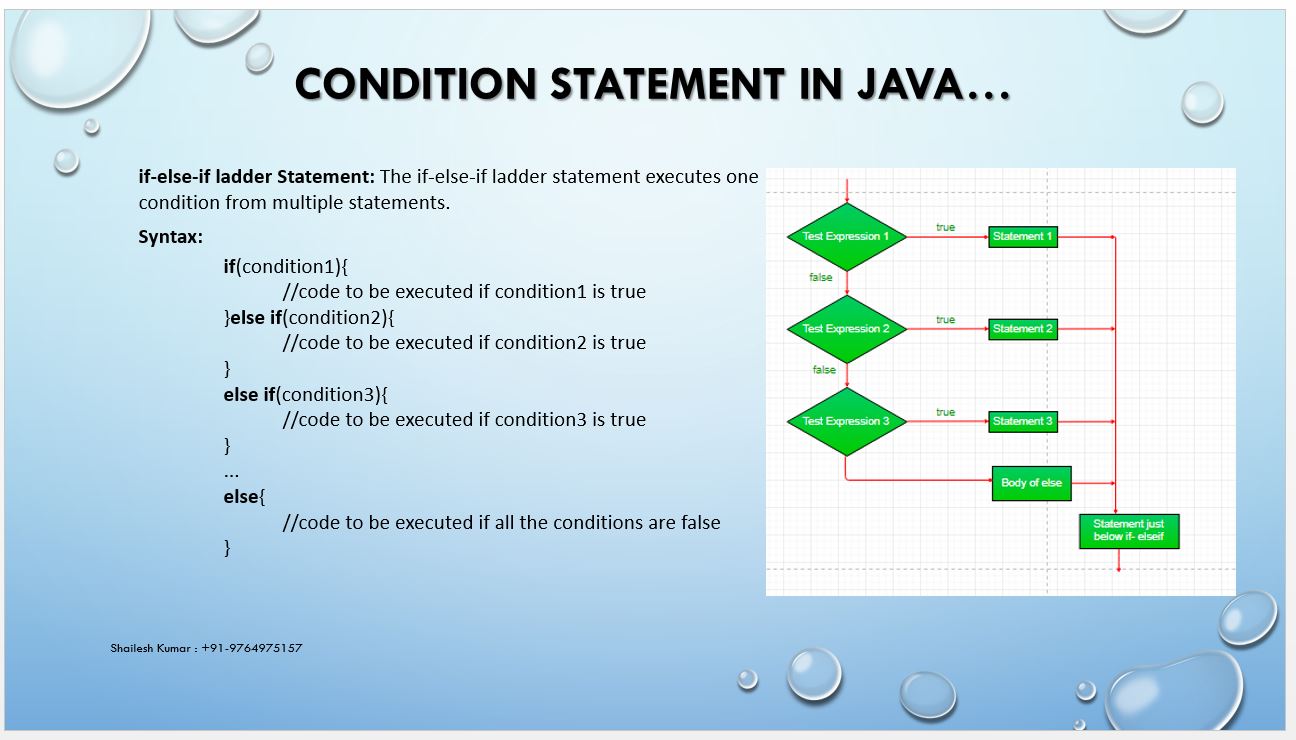 CONDITION STATEMENT IN JAVA...
if-else-if ladder Statement: The if-else-if ladder statement executes one
condition from multiple statements.
Syntax:
if(condition1){
//code to be executed if condition1 is true
}else if(condition2){
//code to be executed if condition2 is true
}
else if(condition3){
//code to be executed if condition3 is true
}
...
else{
//code to be executed if all the conditions are false
}
Test Expression 1
true
Statement 1
false
Test Expression 2
true
Statement 2
false
Test Expression 3
true
Statement 3
Body of else
Statement just
below if- elseif
Shailesh Kumar : +91-9764975157